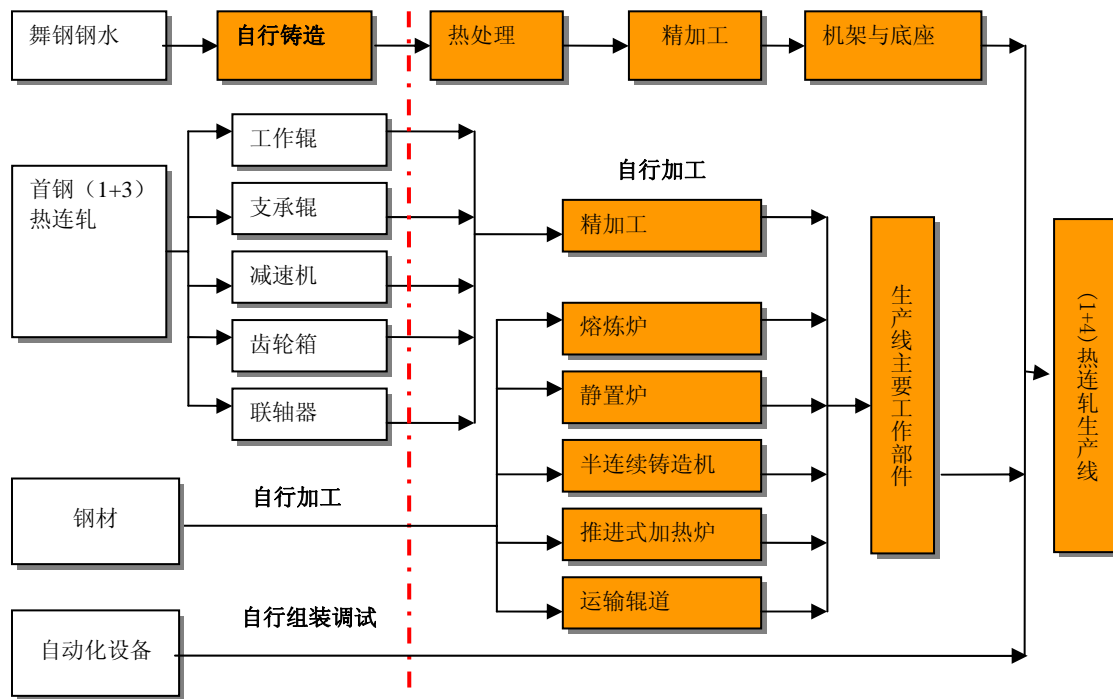 舞钢钢水
自行铸造
热处理
精加工
机架与底座
首钢（1+3）
热连轧
工作辊
支承辊
减速机
齿轮箱
联轴器
自行加工
精加工
熔炼炉
静置炉
半连续铸造机
推进式加热炉
运输辊道
生产线主要工作部件
（1+4）热连轧生产线
钢材
自行加工
自动化设备
自行组装调试